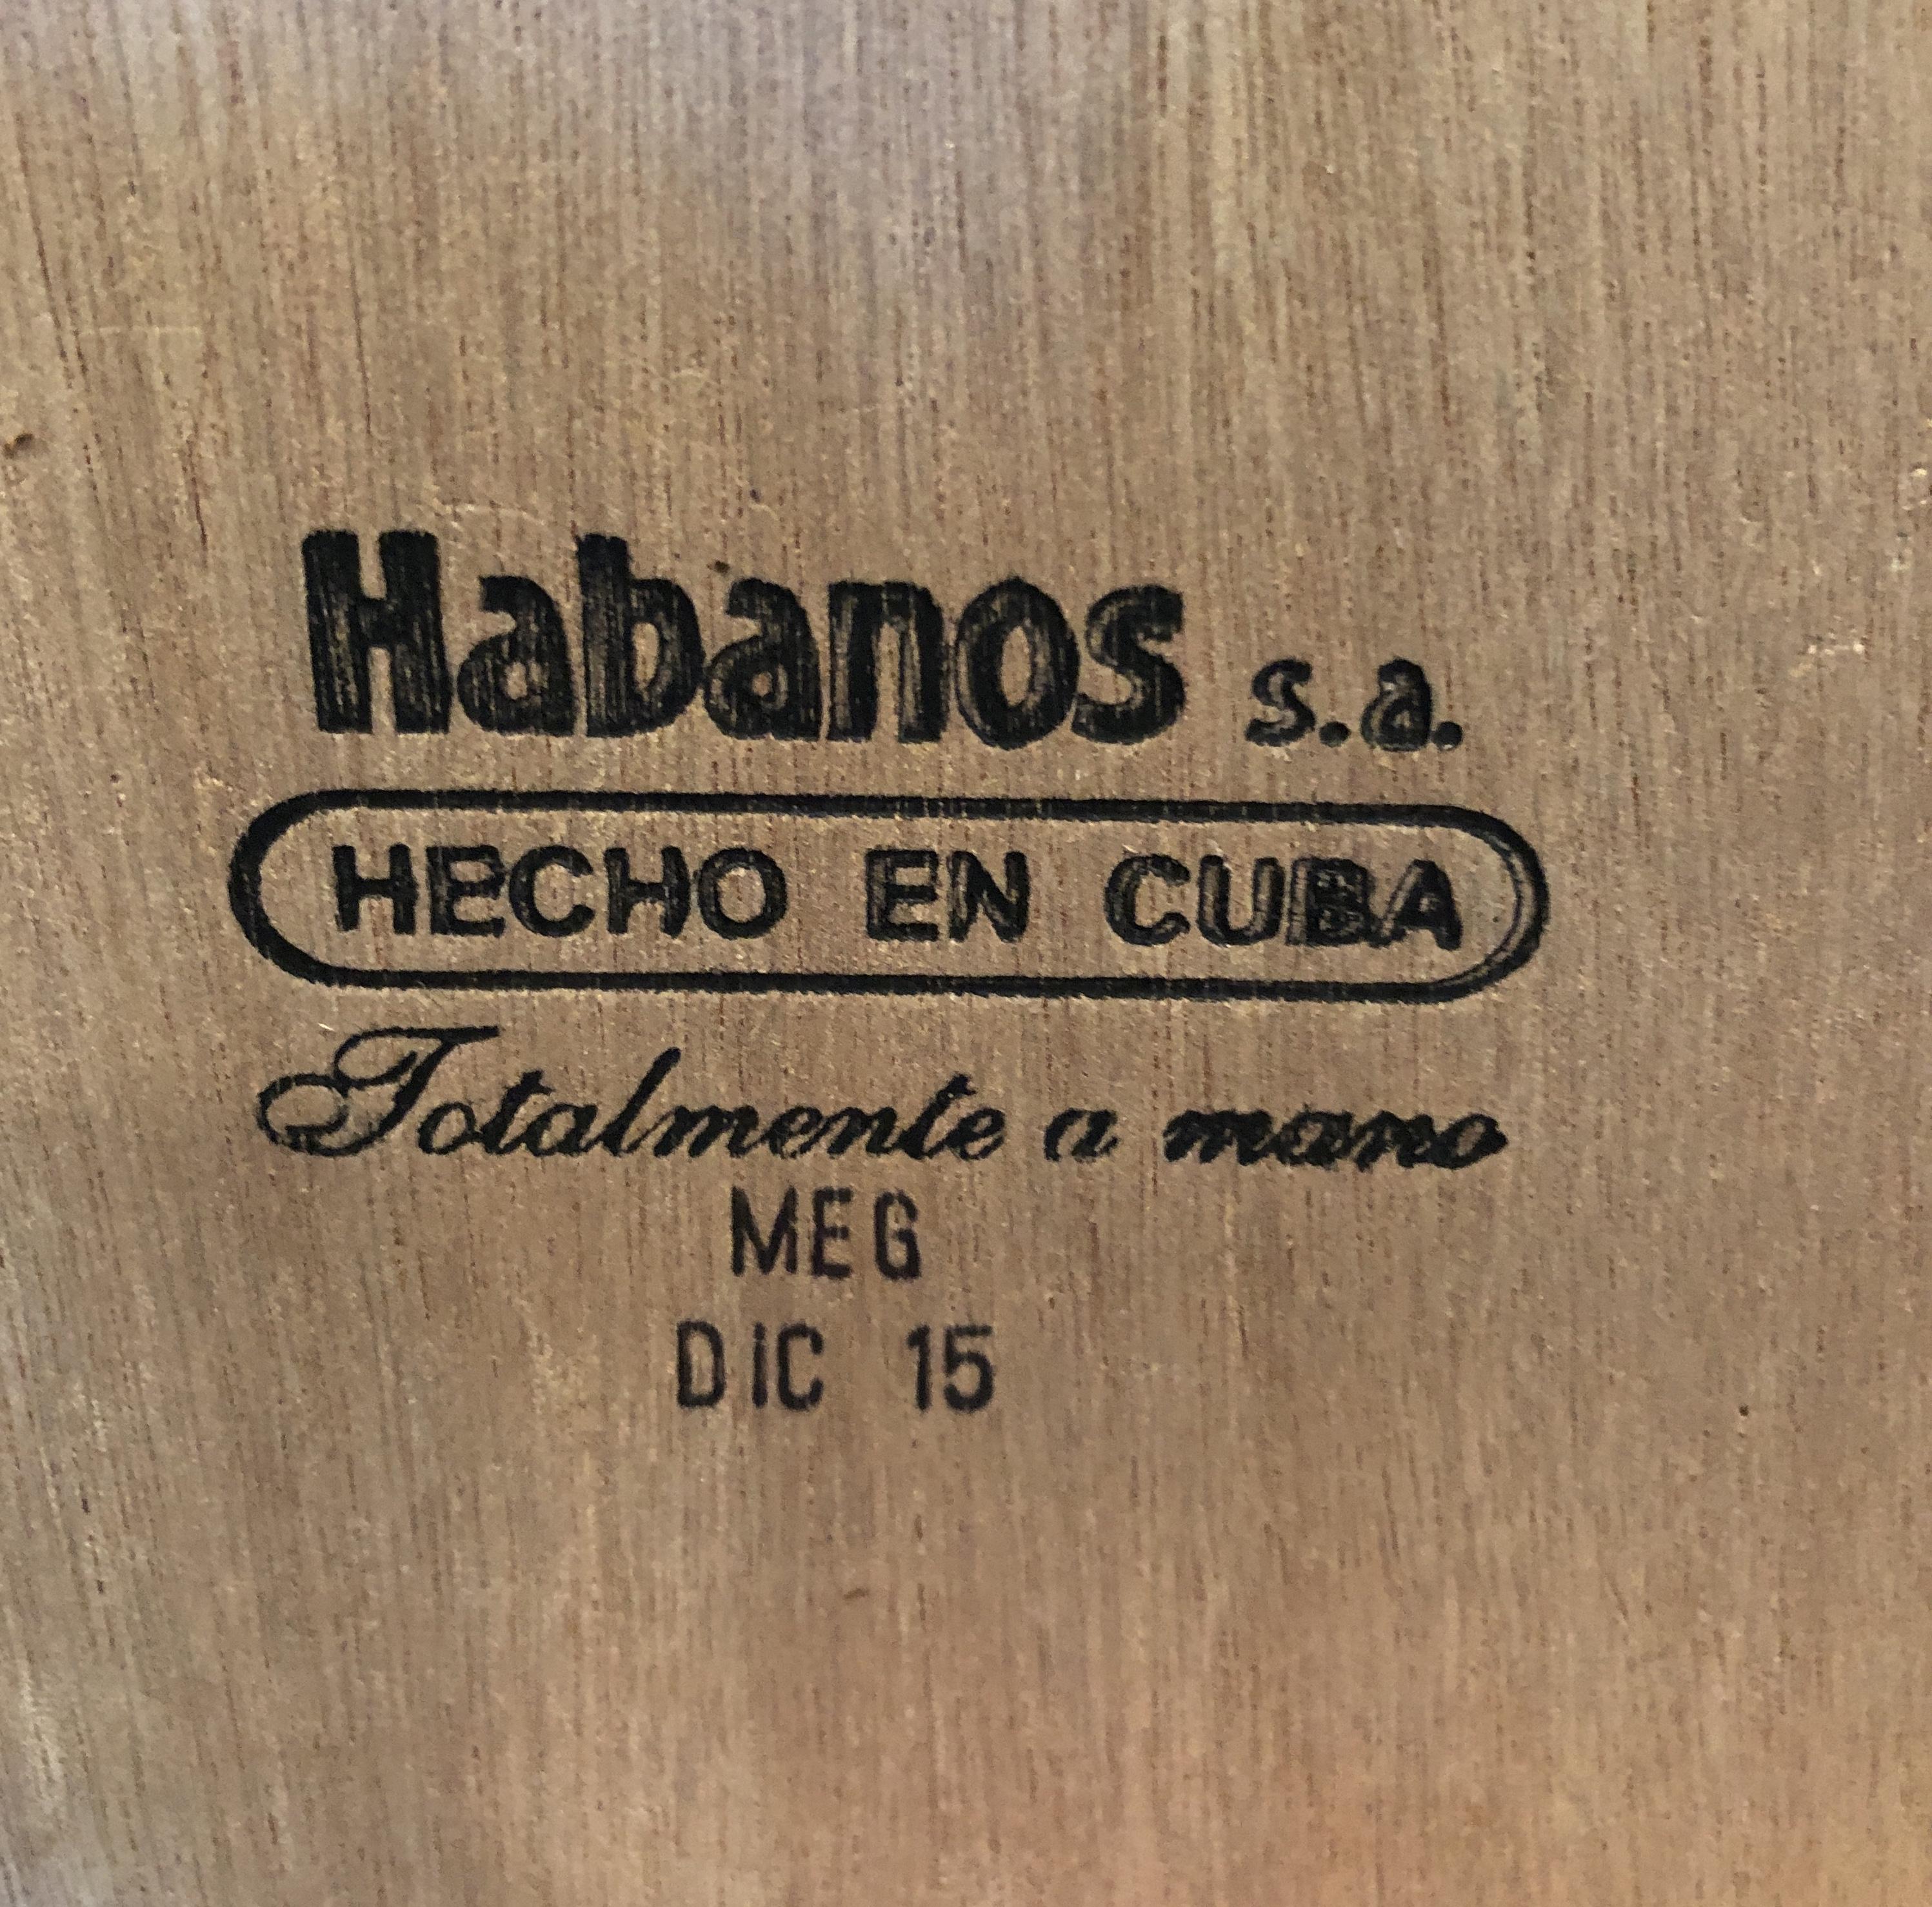 Habanos s.a.
HECHO EN CUBA
Totalmente a mano
MEG
DIC 15